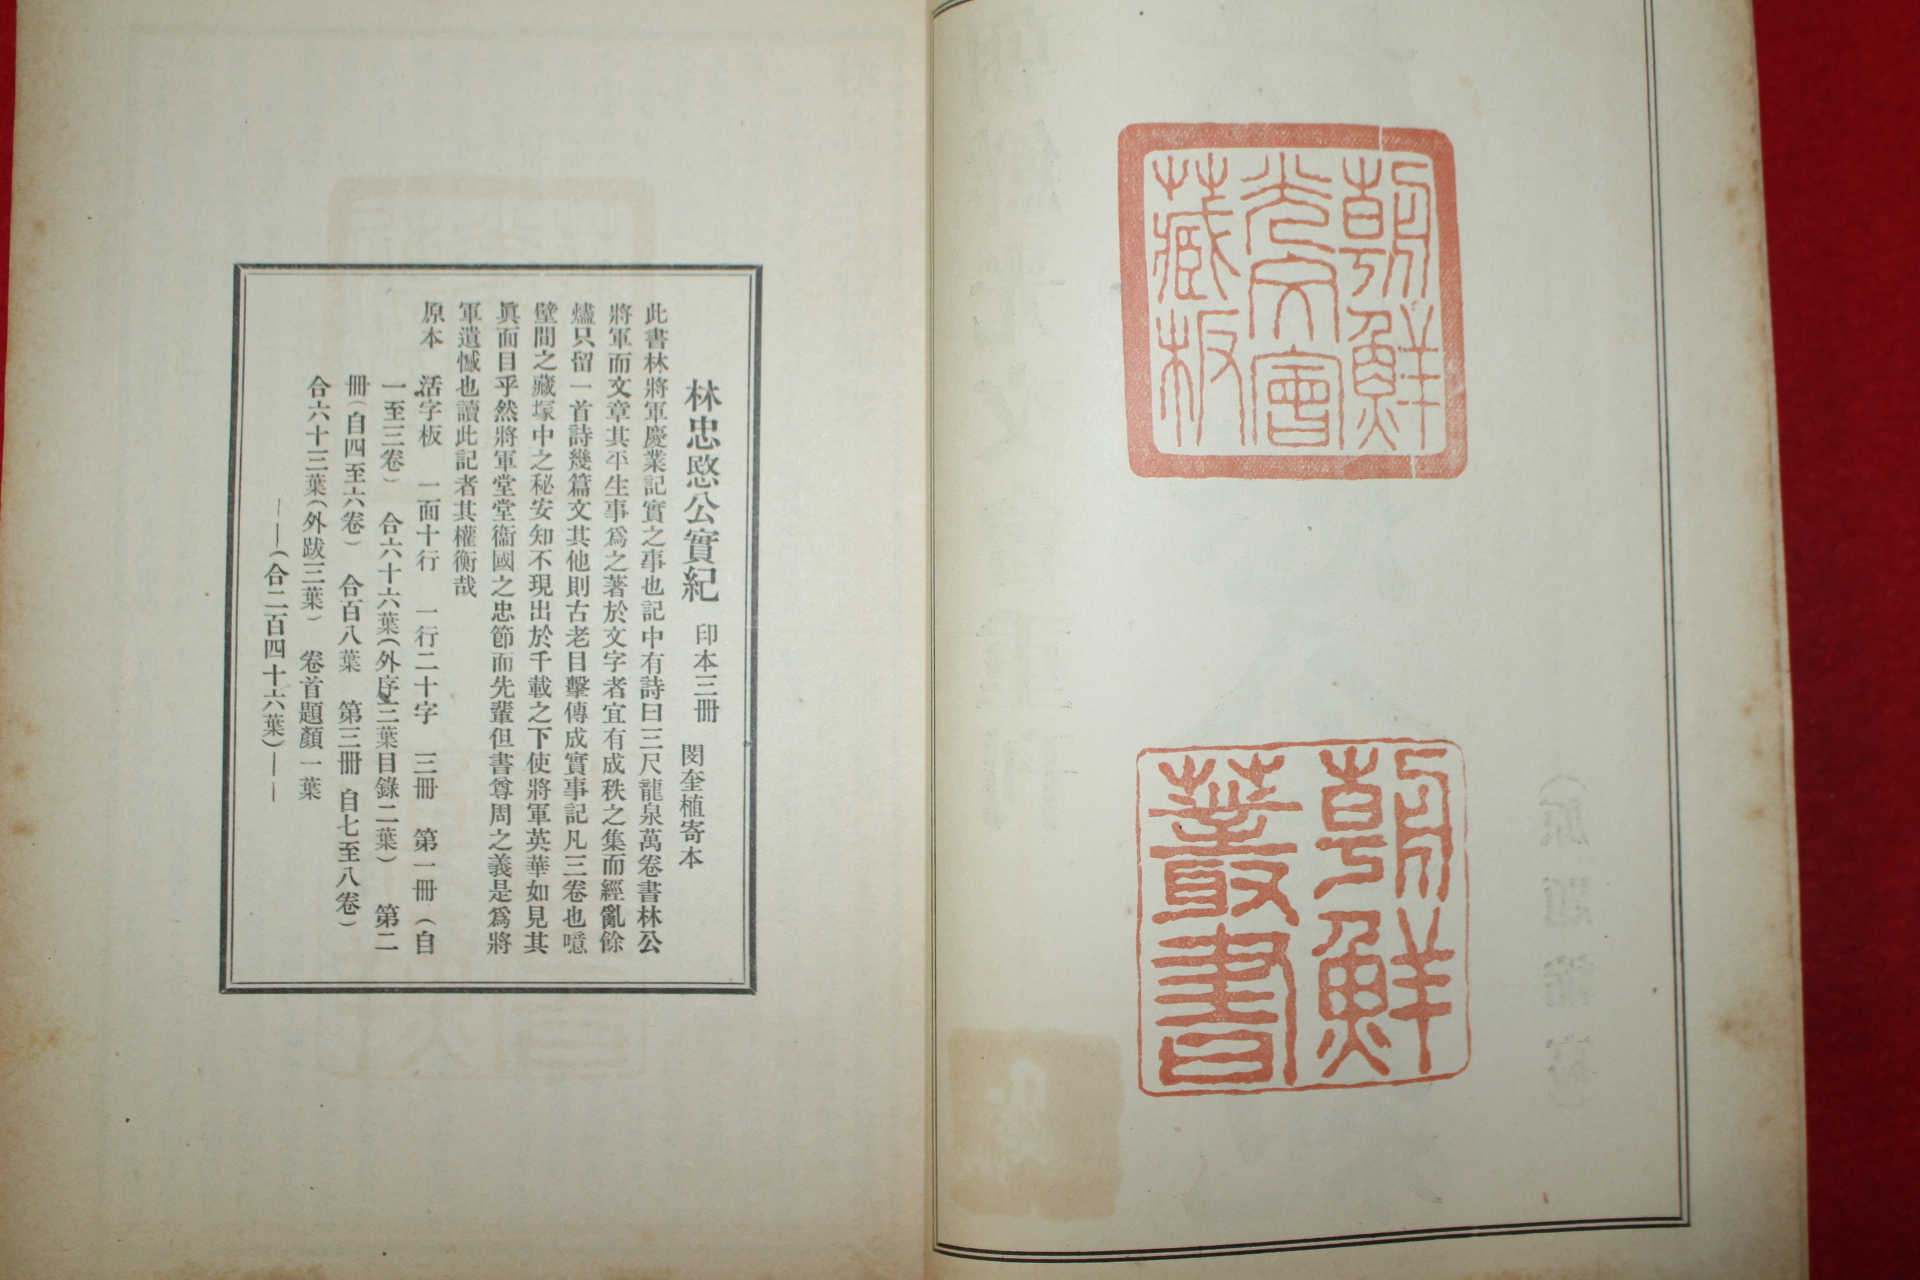 朝鮮
光文會
藏板
朝鮮
叢書
林忠愍公實紀 印本三冊 閔奎植寄本
此書林將軍慶業記實之事也記中有詩曰三尺龍泉萬卷書林公
將軍而文章其平生事爲之著於文字者宜有成秩之集而經亂餘
燼只留一首詩幾篇文其他則古老目擊傳成實事記凡三卷也噫
壁間之藏塚中之秘安知不現出於千載之下使將軍英華如見其
眞面目乎然將軍堂堂衞國之忠節而先輩但書尊周之義是爲將
軍遺憾也讀此記者其權衡哉
原本 活字板 一面十行 一行二十字 三冊 第一冊(自
一至三卷) 合六十六葉(外序三葉目錄二葉) 第二
冊(自四至六卷) 合百八葉 第三冊 自七至八卷)
合六十三葉(外跋三葉) 卷首題顏一葉
——(合二百四十六葉)——